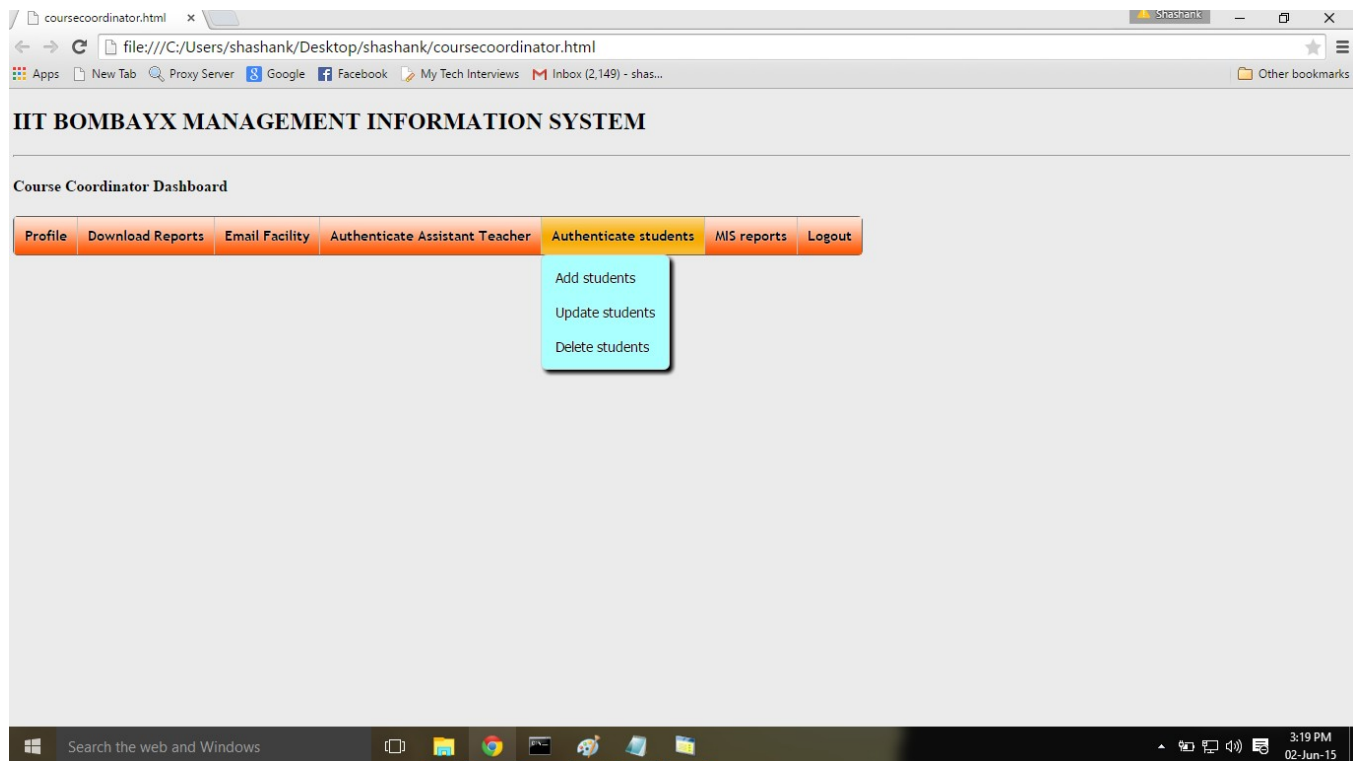 coursecoordinator.html
Shashank
file:///C:/Users/shashank/Desktop/shashank/coursecoordinator.html
Apps New Tab Proxy Server Google Facebook My Tech Interviews Inbox (2,149) - shas... Other bookmarks
IIT BOMBAYX MANAGEMENT INFORMATION SYSTEM
Course Coordinator Dashboard
Profile Download Reports Email Facility Authenticate Assistant Teacher Authenticate students MIS reports Logout
Add students
Update students
Delete students
Search the web and Windows
3:19 PM
02-Jun-15